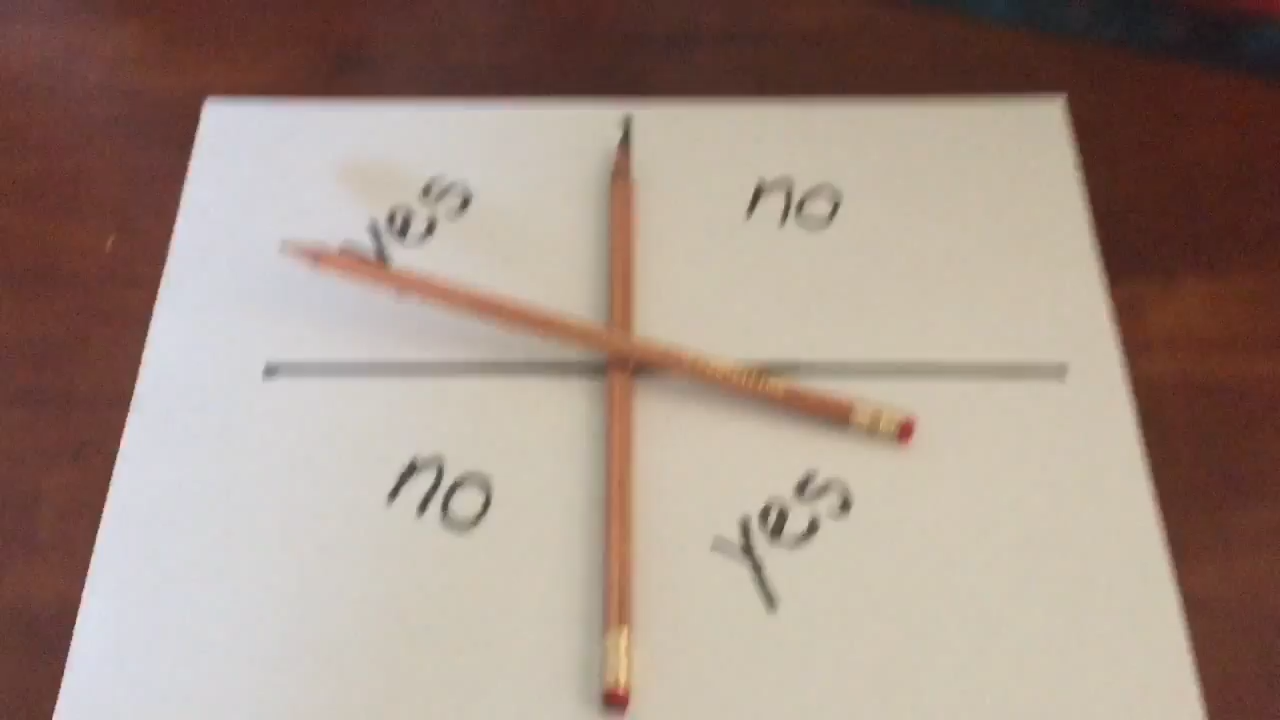 yes no
no yes